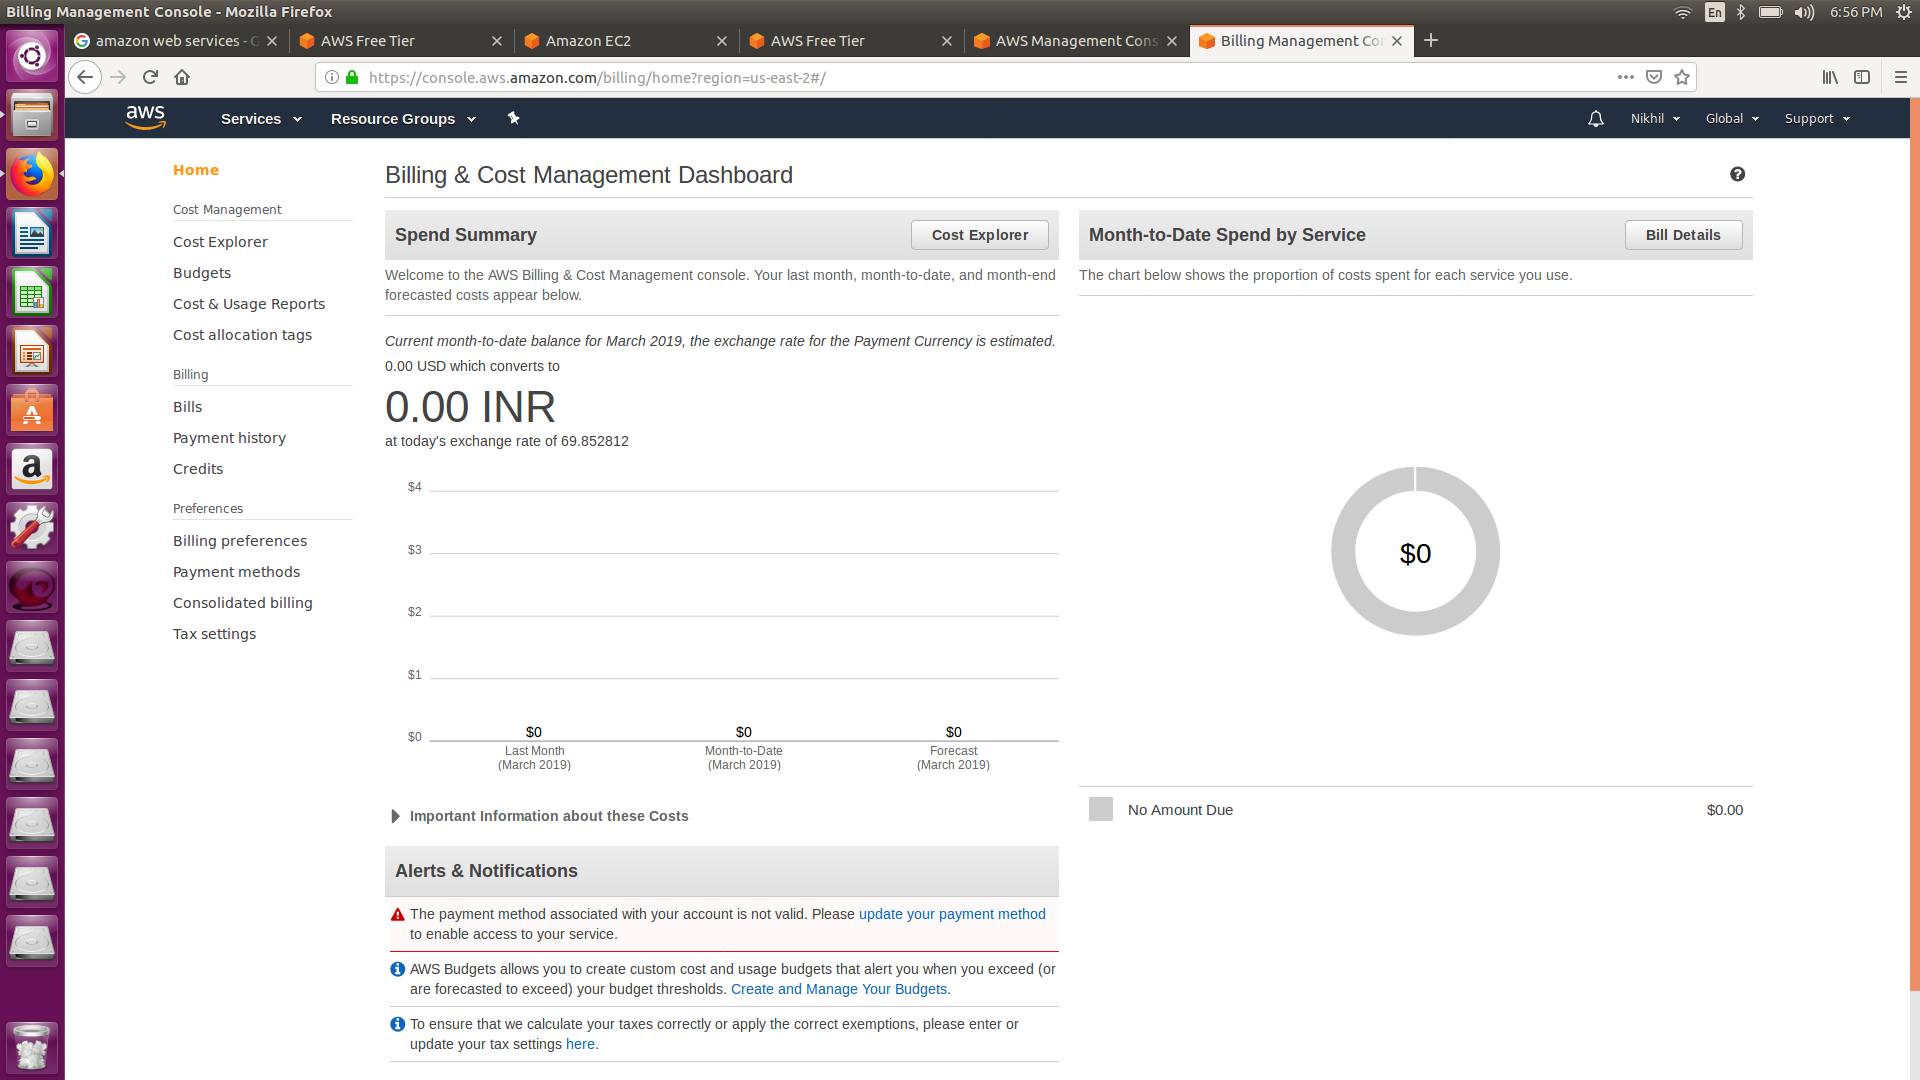 Billing Management Console - Mozilla Firefox
En
6:56 PM
amazon web services - G
AWS Free Tier
Amazon EC2
AWS Free Tier
AWS Management Cons
Billing Management Con
https://console.aws.amazon.com/billing/home?region=us-east-2#/
aws
Services
Resource Groups
Nikhil
Global
Support
Home
Cost Management
Cost Explorer
Budgets
Cost & Usage Reports
Cost allocation tags
Billing
Bills
Payment history
Credits
Preferences
Billing preferences
Payment methods
Consolidated billing
Tax settings
Billing & Cost Management Dashboard
Spend Summary
Cost Explorer
Welcome to the AWS Billing & Cost Management console. Your last month, month-to-date, and month-end
forecasted costs appear below.
Current month-to-date balance for March 2019, the exchange rate for the Payment Currency is estimated.
0.00 USD which converts to
0.00 INR
at today's exchange rate of 69.852812
$4
$3
$2
$1
$0
$0
$0
$0
Last Month
(March 2019)
Month-to-Date
(March 2019)
Forecast
(March 2019)
Important Information about these Costs
Alerts & Notifications
The payment method associated with your account is not valid. Please update your payment method
to enable access to your service.
AWS Budgets allows you to create custom cost and usage budgets that alert you when you exceed (or
are forecasted to exceed) your budget thresholds. Create and Manage Your Budgets.
To ensure that we calculate your taxes correctly or apply the correct exemptions, please enter or
update your tax settings here.
Month-to-Date Spend by Service
Bill Details
The chart below shows the proportion of costs spent for each service you use.
$0
No Amount Due
$0.00